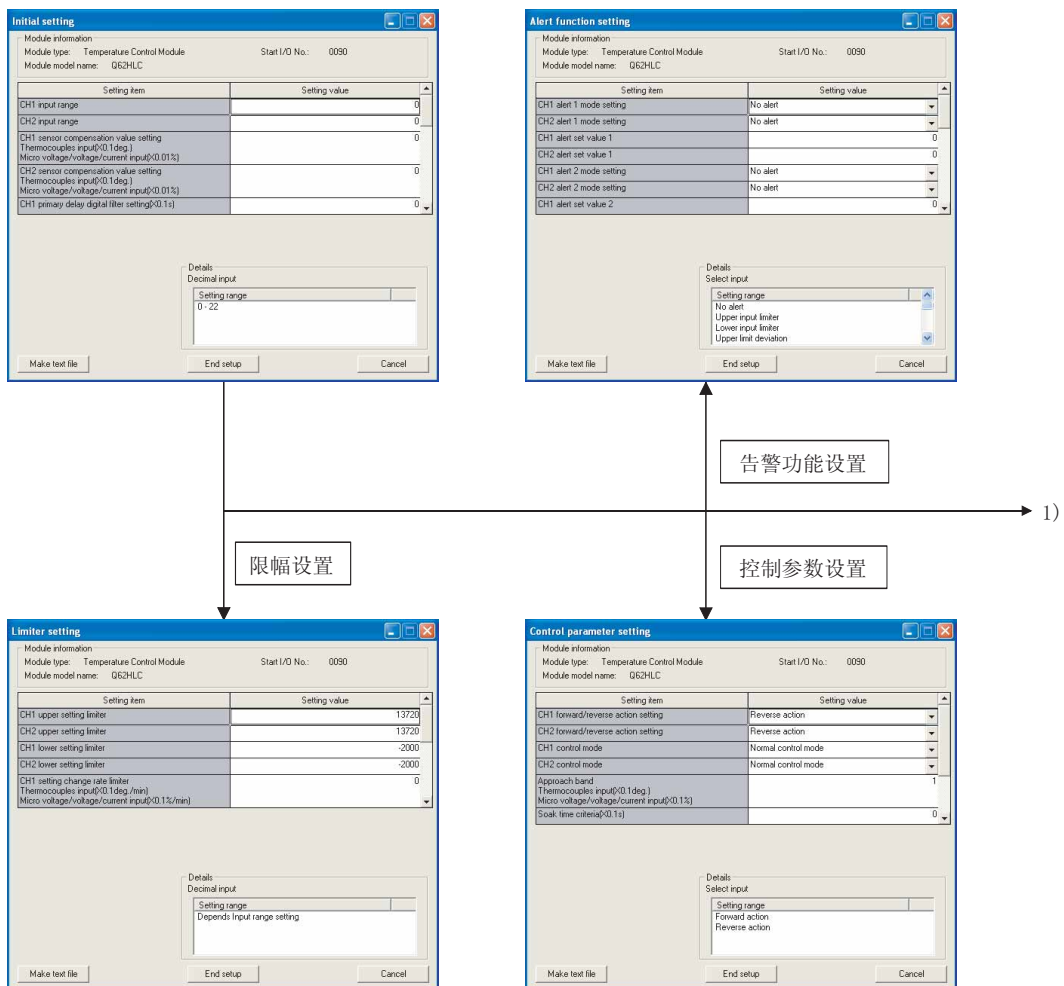 Initial setting
Module information
Module type: Temperature Control Module Start I/O No.: 0090
Module model name: Q62HLC
Setting item Setting value
CH1 input range 0
CH2 input range 0
CH1 sensor compensation value setting 0
Thermocouples input(X0.1deg.)
Micro voltage/voltage/current input(X0.01%)
CH2 sensor compensation value setting 0
Thermocouples input(X0.1deg.)
Micro voltage/voltage/current input(X0.01%)
CH1 primary delay digital filter setting(X0.1s) 0
Details
Decimal input
Setting range
0 - 22
Make text file End setup Cancel
Alert function setting
Module information
Module type: Temperature Control Module Start I/O No.: 0090
Module model name: Q62HLC
Setting item Setting value
CH1 alert 1 mode setting No alert
CH2 alert 1 mode setting No alert
CH1 alert set value 1 0
CH2 alert set value 1 0
CH1 alert 2 mode setting No alert
CH2 alert 2 mode setting No alert
CH1 alert set value 2 0
Details
Select input
Setting range
No alert
Upper input limiter
Lower input limiter
Upper limit deviation
Make text file End setup Cancel
告警功能设置
1)
限幅设置
控制参数设置
Limiter setting
Module information
Module type: Temperature Control Module Start I/O No.: 0090
Module model name: Q62HLC
Setting item Setting value
CH1 upper setting limiter 13720
CH2 upper setting limiter 13720
CH1 lower setting limiter -2000
CH2 lower setting limiter -2000
CH1 setting change rate limiter 0
Thermocouples input(X0.1deg./min)
Micro voltage/voltage/current input(X0.1%/min)
Details
Decimal input
Setting range
Depends Input range setting
Make text file End setup Cancel
Control parameter setting
Module information
Module type: Temperature Control Module Start I/O No.: 0090
Module model name: Q62HLC
Setting item Setting value
CH1 forward/reverse action setting Reverse action
CH2 forward/reverse action setting Reverse action
CH1 control mode Normal control mode
CH2 control mode Normal control mode
Approach band 1
Thermocouples input(X0.1deg.)
Micro voltage/voltage/current input(X0.1%)
Soak time criteria(X0.1s) 0
Details
Select input
Setting range
Forward action
Reverse action
Make text file End setup Cancel